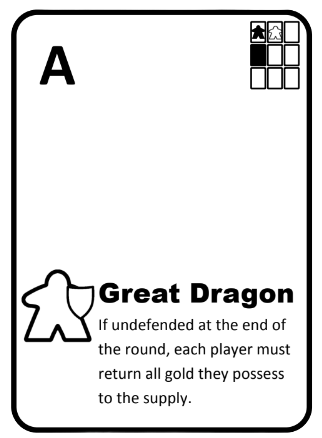 A
Great Dragon
If undefended at the end of
the round, each player must
return all gold they possess
to the supply.